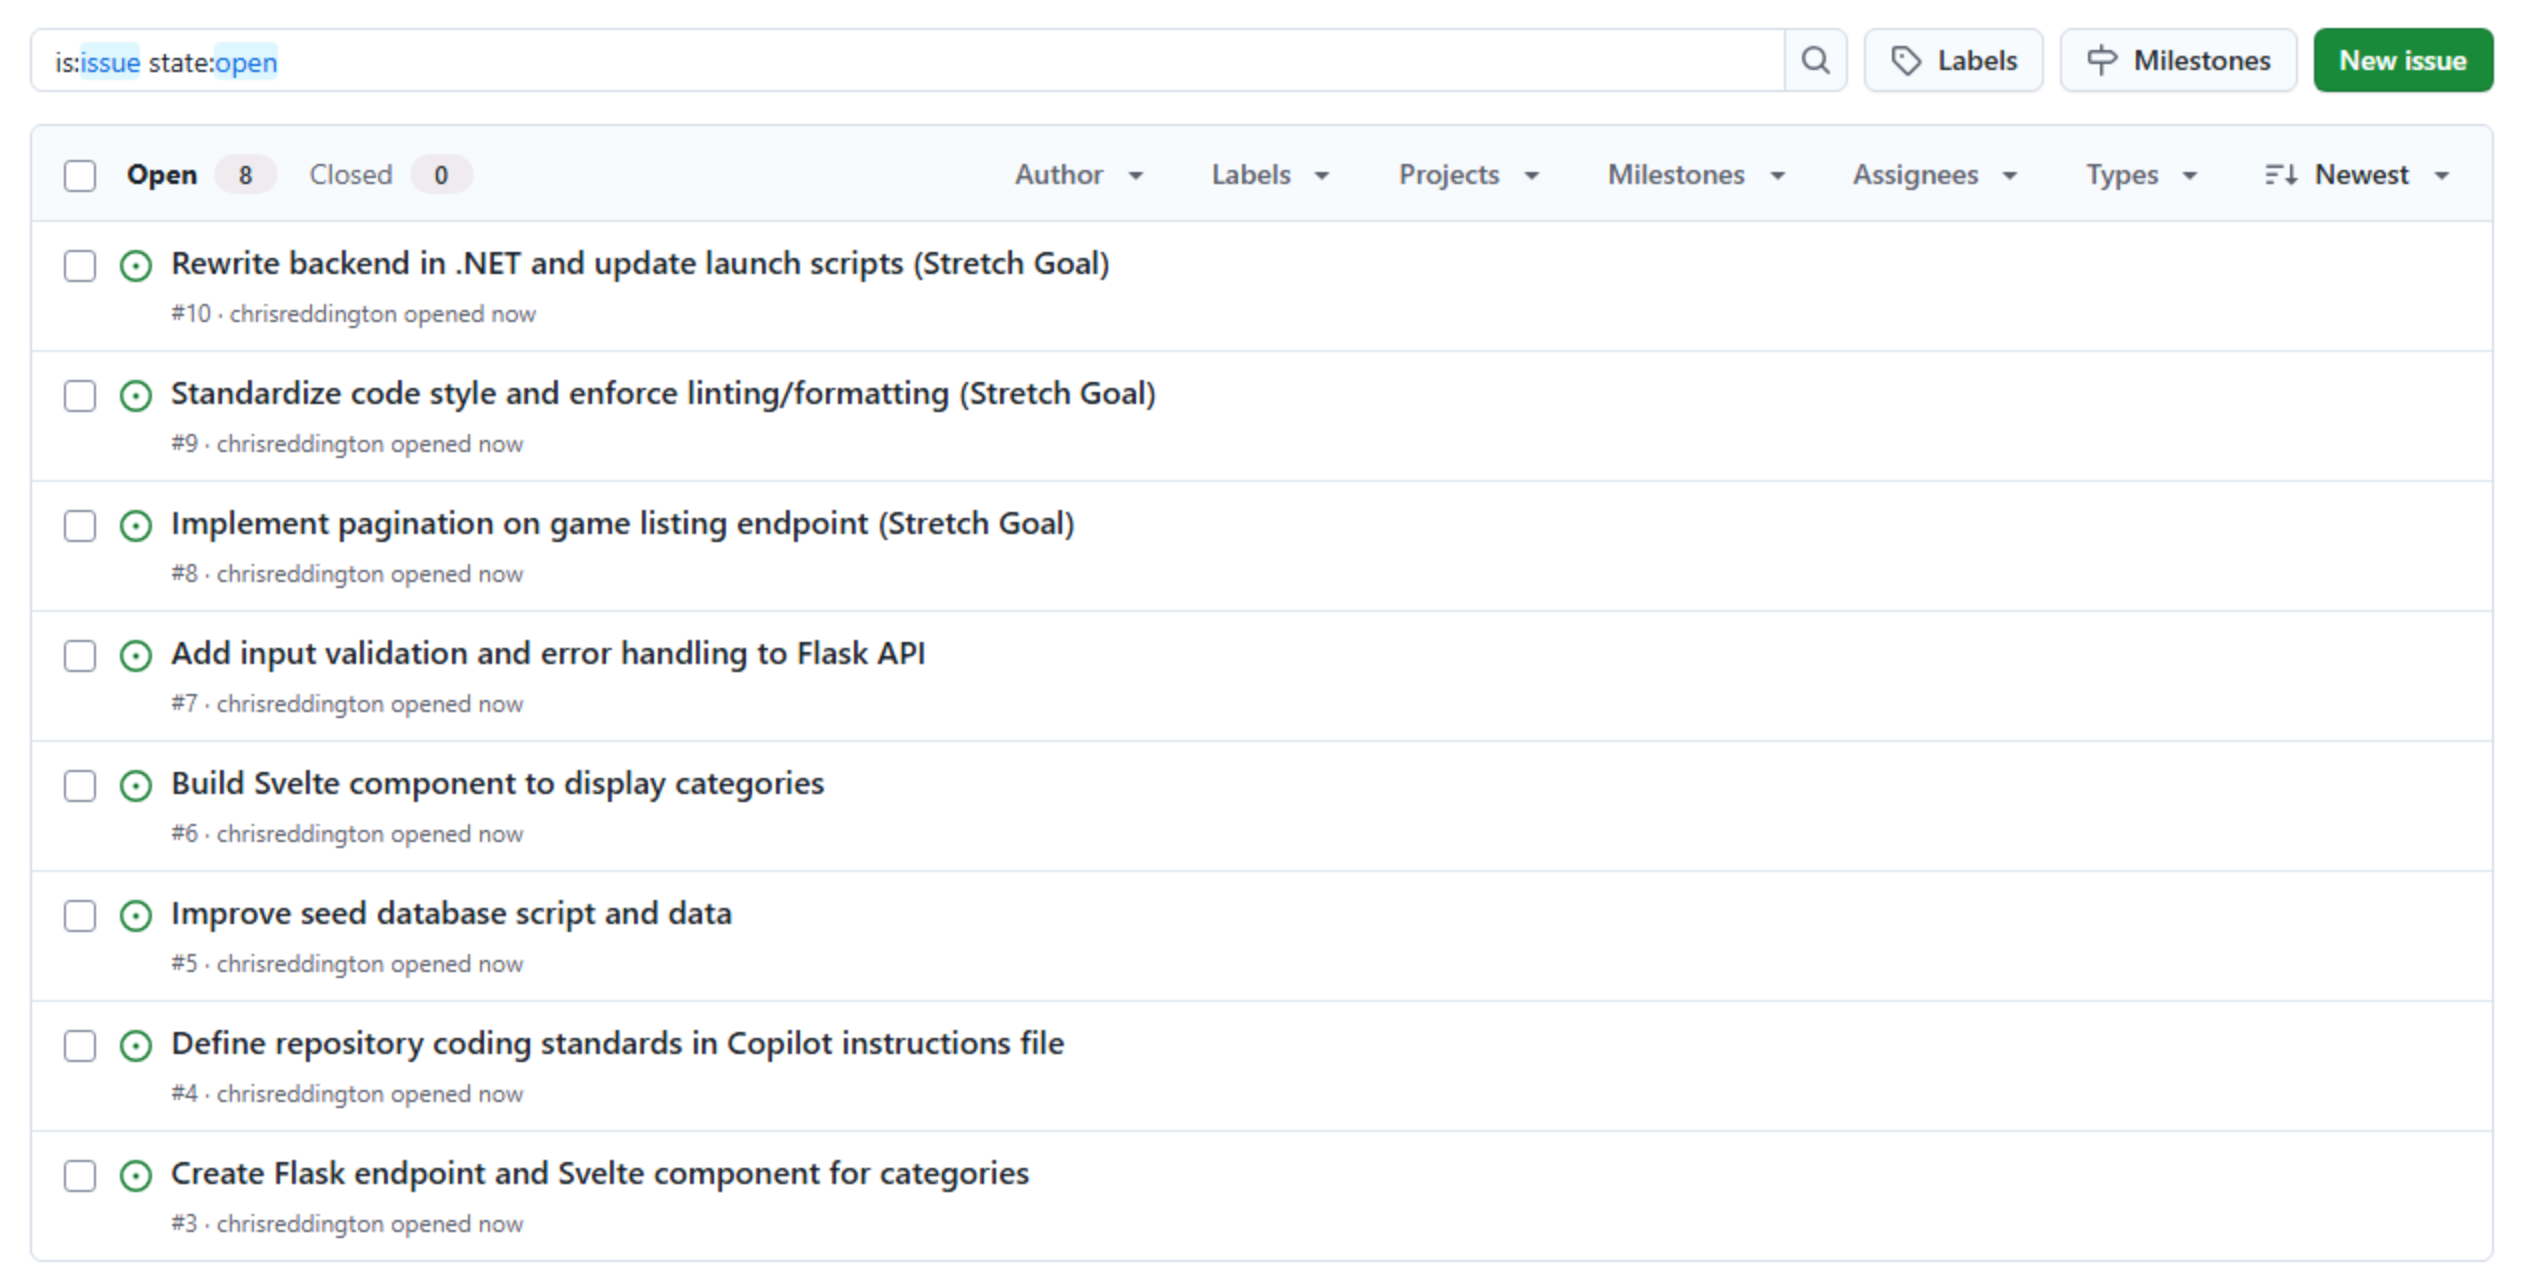 is:issue state:open
Labels
Milestones
New issue
Open 8 Closed 0 Author Labels Projects Milestones Assignees Types Newest
Rewrite backend in .NET and update launch scripts (Stretch Goal)
#10 · chrisreddington opened now
Standardize code style and enforce linting/formatting (Stretch Goal)
#9 · chrisreddington opened now
Implement pagination on game listing endpoint (Stretch Goal)
#8 · chrisreddington opened now
Add input validation and error handling to Flask API
#7 · chrisreddington opened now
Build Svelte component to display categories
#6 · chrisreddington opened now
Improve seed database script and data
#5 · chrisreddington opened now
Define repository coding standards in Copilot instructions file
#4 · chrisreddington opened now
Create Flask endpoint and Svelte component for categories
#3 · chrisreddington opened now